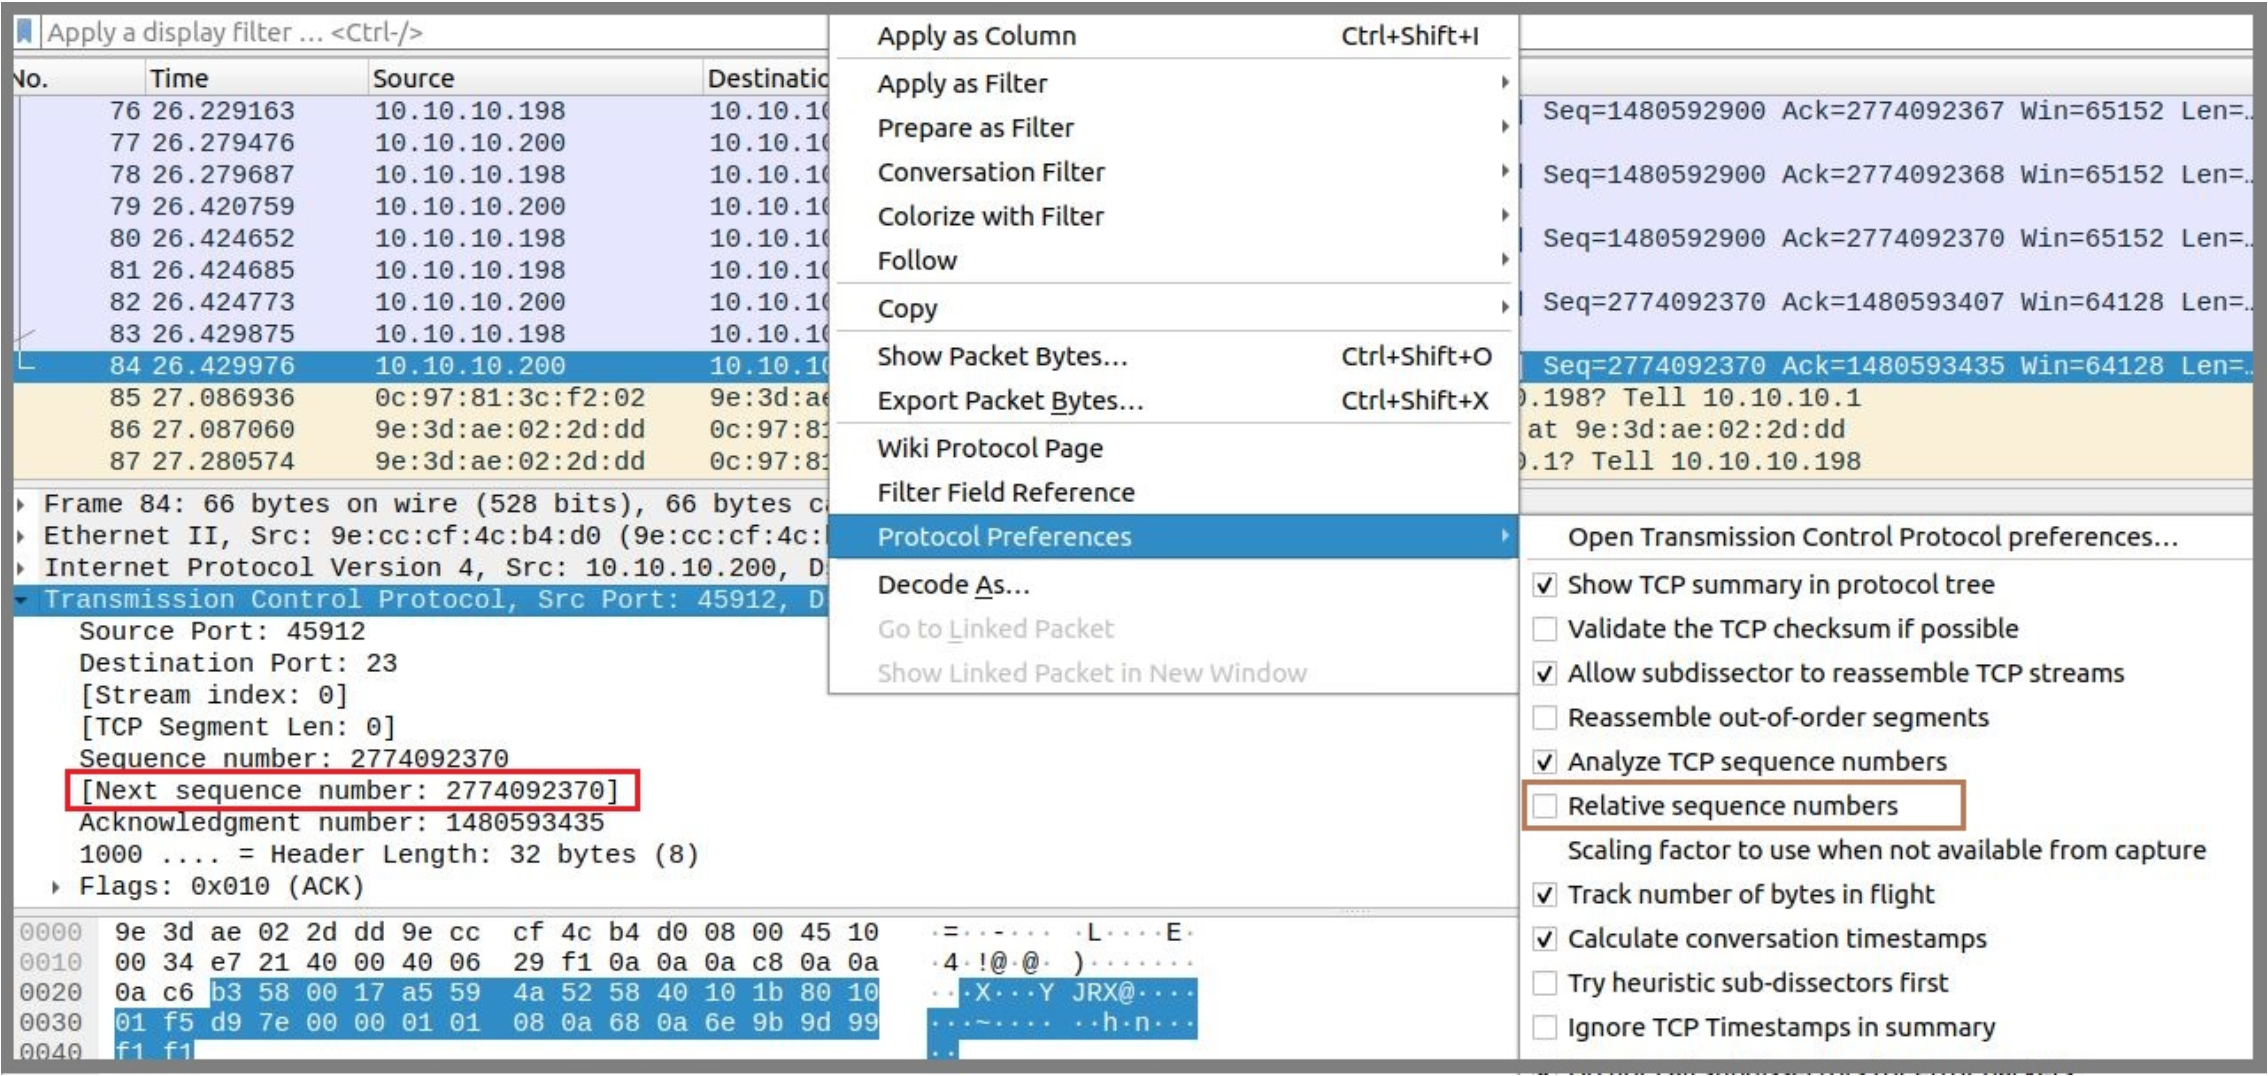 Apply a display filter … <Ctrl-/>
No. Time Source Destinatio
76 26.229163 10.10.10.198 10.10.10 Seq=1480592900 Ack=2774092367 Win=65152 Len=…
77 26.279476 10.10.10.200 10.10.10
78 26.279687 10.10.10.198 10.10.10 Seq=1480592900 Ack=2774092368 Win=65152 Len=…
79 26.420759 10.10.10.200 10.10.10
80 26.424652 10.10.10.198 10.10.10 Seq=1480592900 Ack=2774092370 Win=65152 Len=…
81 26.424685 10.10.10.198 10.10.10
82 26.424773 10.10.10.200 10.10.10 Seq=2774092370 Ack=1480593407 Win=64128 Len=…
83 26.429875 10.10.10.198 10.10.10
84 26.429976 10.10.10.200 10.10.10 Seq=2774092370 Ack=1480593435 Win=64128 Len=…
85 27.086936 0c:97:81:3c:f2:02 9e:3d:ae 0.198? Tell 10.10.10.1
86 27.087060 9e:3d:ae:02:2d:dd 0c:97:81 at 9e:3d:ae:02:2d:dd
87 27.280574 9e:3d:ae:02:2d:dd 0c:97:81 0.1? Tell 10.10.10.198
Apply as Column Ctrl+Shift+I
Apply as Filter
Prepare as Filter
Conversation Filter
Colorize with Filter
Follow
Copy
Show Packet Bytes… Ctrl+Shift+O
Export Packet Bytes… Ctrl+Shift+X
Wiki Protocol Page
Filter Field Reference
Protocol Preferences
Decode As…
Go to Linked Packet
Show Linked Packet in New Window
Open Transmission Control Protocol preferences…
Show TCP summary in protocol tree
Validate the TCP checksum if possible
Allow subdissector to reassemble TCP streams
Reassemble out-of-order segments
Analyze TCP sequence numbers
Relative sequence numbers
Scaling factor to use when not available from capture
Track number of bytes in flight
Calculate conversation timestamps
Try heuristic sub-dissectors first
Ignore TCP Timestamps in summary
Frame 84: 66 bytes on wire (528 bits), 66 bytes ca
Ethernet II, Src: 9e:cc:cf:4c:b4:d0 (9e:cc:cf:4c:b
Internet Protocol Version 4, Src: 10.10.10.200, D
Transmission Control Protocol, Src Port: 45912, D
Source Port: 45912
Destination Port: 23
[Stream index: 0]
[TCP Segment Len: 0]
Sequence number: 2774092370
[Next sequence number: 2774092370]
Acknowledgment number: 1480593435
1000 .... = Header Length: 32 bytes (8)
Flags: 0x010 (ACK)
0000 9e 3d ae 02 2d dd 9e cc cf 4c b4 d0 08 00 45 10 ·=··-··· ·L····E·
0010 00 34 e7 21 40 00 40 06 29 f1 0a 0a 0a c8 0a 0a ·4·!@·@· )·······
0020 0a c6 b3 58 00 17 a5 59 4a 52 58 40 10 1b 80 10 ···X···Y JRX@····
0030 01 f5 d9 7e 00 00 01 01 08 0a 68 0a 6e 9b 9d 99 ···~···· ··h·n···
0040 f1 f1 ··